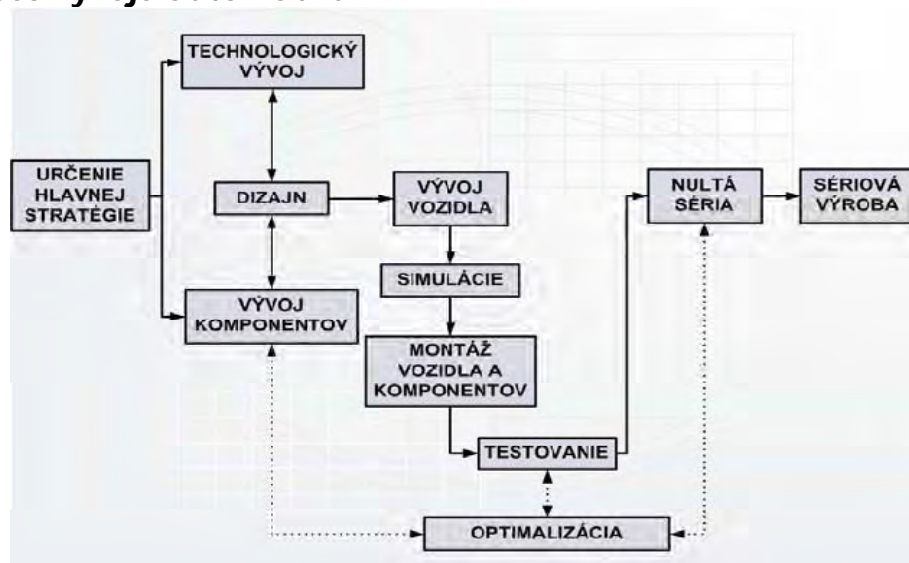 TECHNOLOGICKÝ
VÝVOJ
URČENIE
HLAVNEJ
STRATÉGIE
DIZAJN
VÝVOJ
VOZIDLA
NULTÁ
SÉRIA
SÉRIOVÁ
VÝROBA
SIMULÁCIE
VÝVOJ
KOMPONENTOV
MONTÁŽ
VOZIDLA A
KOMPONENTOV
TESTOVANIE
OPTIMALIZÁCIA